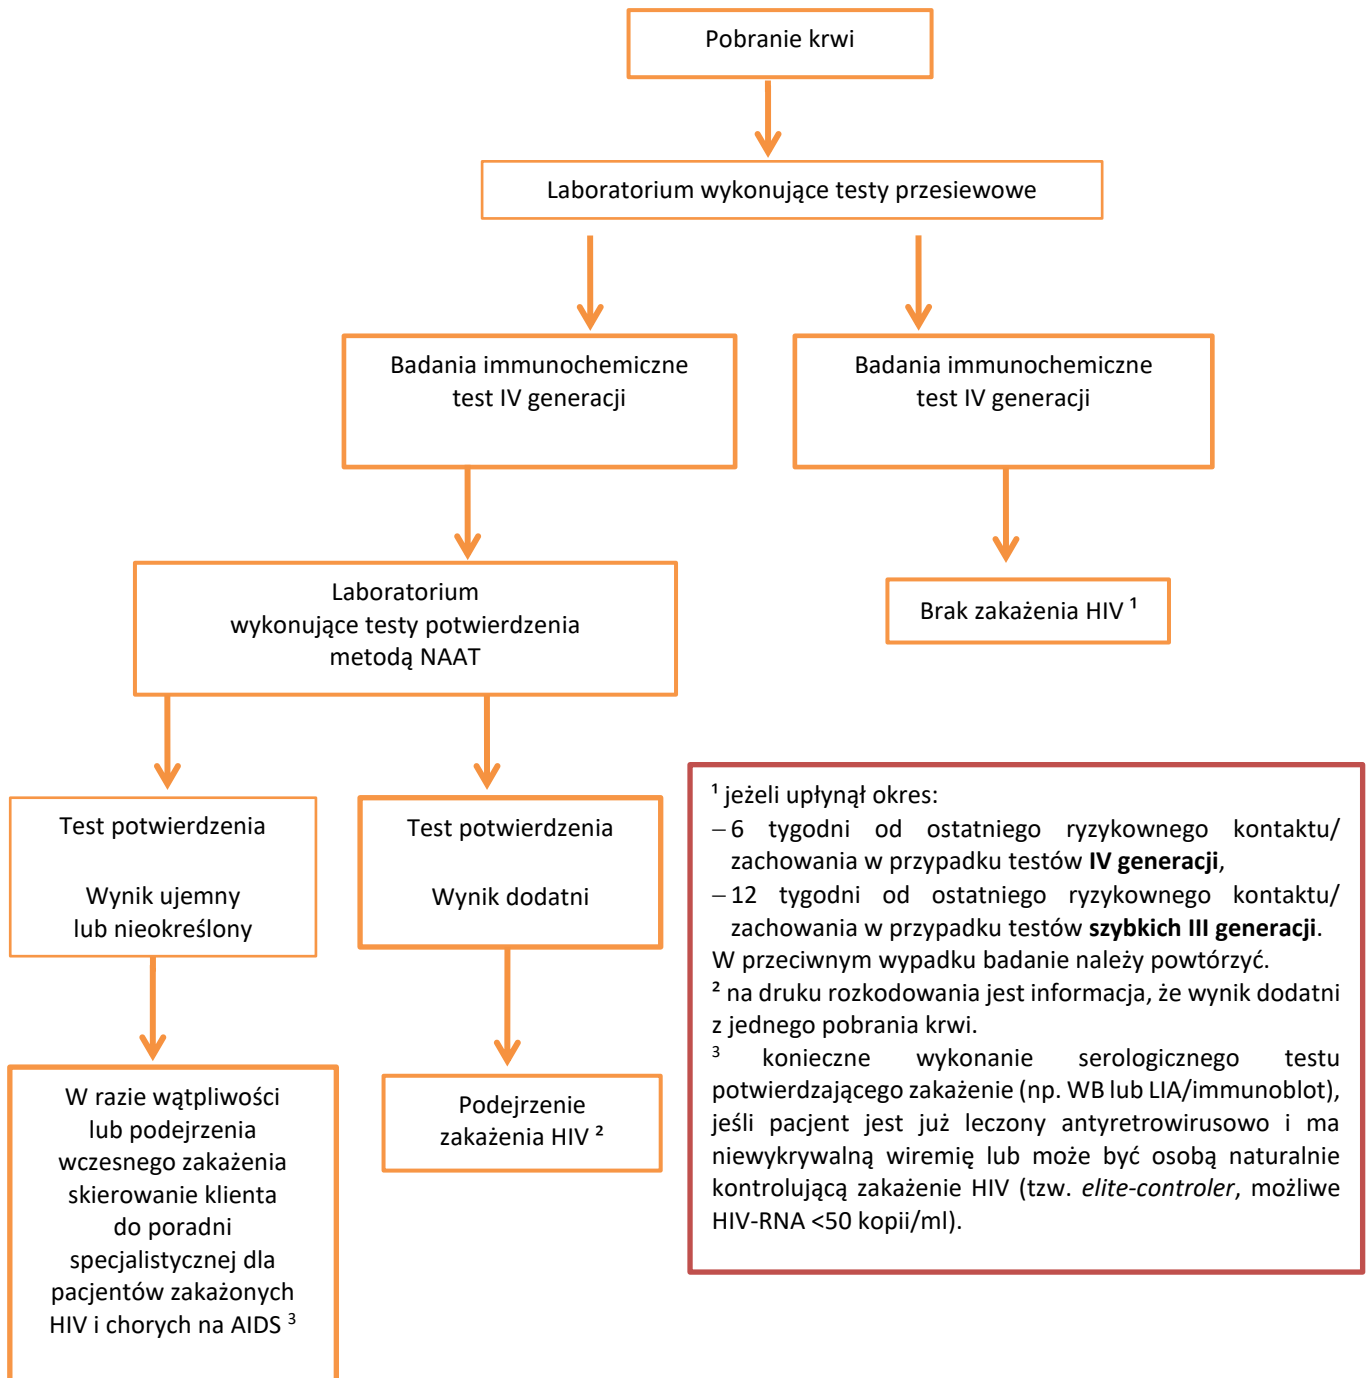 Pobranie krwi
Laboratorium wykonujące testy przesiewowe
Badania immunochemiczne
test IV generacji
Badania immunochemiczne
test IV generacji
Laboratorium
wykonujące testy potwierdzenia
metodą NAAT
Brak zakażenia HIV ¹
Test potwierdzenia
Wynik ujemny
lub nieokreślony
Test potwierdzenia
Wynik dodatni
W razie wątpliwości
lub podejrzenia
wczesnego zakażenia
skierowanie klienta
do poradni
specjalistycznej dla
pacjentów zakażonych
HIV i chorych na AIDS ³
Podejrzenie
zakażenia HIV ²
¹ jeżeli upłynął okres:
– 6 tygodni od ostatniego ryzykownego kontaktu/
zachowania w przypadku testów IV generacji,
– 12 tygodni od ostatniego ryzykownego kontaktu/
zachowania w przypadku testów szybkich III generacji.
W przeciwnym wypadku badanie należy powtórzyć.
² na druku rozkodowania jest informacja, że wynik dodatni
z jednego pobrania krwi.
³ konieczne wykonanie serologicznego testu
potwierdzającego zakażenie (np. WB lub LIA/immunoblot),
jeśli pacjent jest już leczony antyretrowirusowo i ma
niewykrywalną wiremię lub może być osobą naturalnie
kontrolującą zakażenie HIV (tzw. elite-controler, możliwe
HIV-RNA <50 kopii/ml).